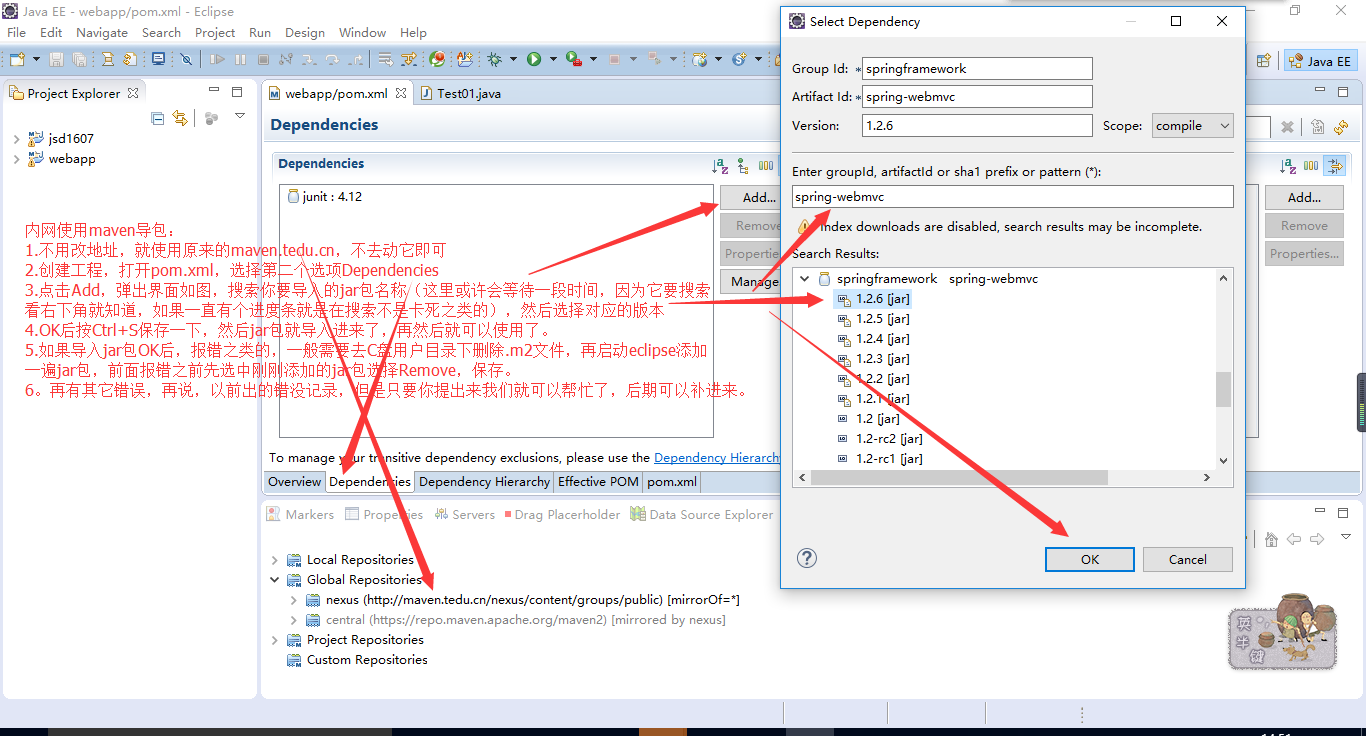 Java EE - webapp/pom.xml - Eclipse
File Edit Navigate Search Project Run Design Window Help
Java EE
Project Explorer
jsd1607
webapp
webapp/pom.xml
Test01.java
Dependencies
Dependencies
junit : 4.12
Add...
Remove
Properties
Manage
内网使用maven导包：
1.不用改地址，就使用原来的maven.tedu.cn，不去动它即可
2.创建工程，打开pom.xml，选择第二个选项Dependencies
3.点击Add，弹出界面如图，搜索你要导入的jar包名称（这里或许会等待一段时间，因为它要搜索
看右下角就知道，如果一直有个进度条就是在搜索不是卡死之类的），然后选择对应的版本
4.OK后按Ctrl+S保存一下，然后jar包就导入进来了，再然后就可以使用了。
5.如果导入jar包OK后，报错之类的，一般需要去C盘用户目录下删除.m2文件，再启动eclipse添加
一遍jar包，前面报错之前先选中刚刚添加的jar包选择Remove，保存。
6。再有其它错误，再说，以前出的错没记录，但是只要你提出来我们就可以帮忙了，后期可以补进来。
To manage your transitive dependency exclusions, please use the Dependency Hierarchy
Overview Dependencies Dependency Hierarchy Effective POM pom.xml
Markers Properties Servers Drag Placeholder Data Source Explorer
Local Repositories
Global Repositories
nexus (http://maven.tedu.cn/nexus/content/groups/public) [mirrorOf=*]
central (https://repo.maven.apache.org/maven2) [mirrored by nexus]
Project Repositories
Custom Repositories
Select Dependency
Group Id: * springframework
Artifact Id: * spring-webmvc
Version: 1.2.6 Scope: compile
Enter groupId, artifactId or sha1 prefix or pattern (*):
spring-webmvc
Index downloads are disabled, search results may be incomplete.
Search Results:
springframework spring-webmvc
1.2.6 [jar]
1.2.5 [jar]
1.2.4 [jar]
1.2.3 [jar]
1.2.2 [jar]
1.2.1 [jar]
1.2 [jar]
1.2-rc2 [jar]
1.2-rc1 [jar]
OK
Cancel
Add...
Remove
Properties...
英
半
键